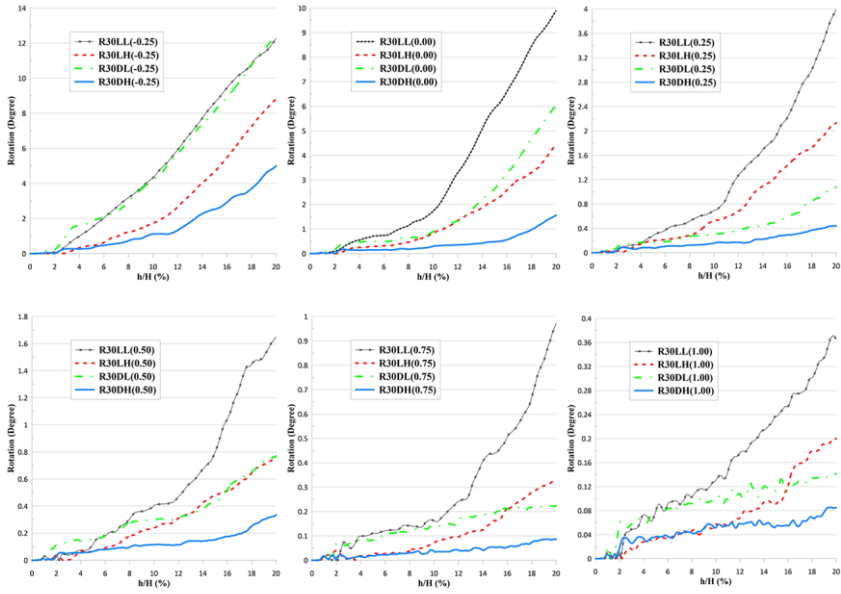 14
12
10
8
6
4
2
0
Rotation (Degree)
R30LL(-0.25)
R30LH(-0.25)
R30DL(-0.25)
R30DH(-0.25)
0 2 4 6 8 10 12 14 16 18 20
h/H (%)
10
9
8
7
6
5
4
3
2
1
0
Rotation (Degree)
R30LL(0.00)
R30LH(0.00)
R30DL(0.00)
R30DH(0.00)
0 2 4 6 8 10 12 14 16 18 20
h/H (%)
4
3.6
3.2
2.8
2.4
2
1.6
1.2
0.8
0.4
0
Rotation (Degree)
R30LL(0.25)
R30LH(0.25)
R30DL(0.25)
R30DH(0.25)
0 2 4 6 8 10 12 14 16 18 20
h/H (%)
1.8
1.6
1.4
1.2
1
0.8
0.6
0.4
0.2
0
Rotation (Degree)
R30LL(0.50)
R30LH(0.50)
R30DL(0.50)
R30DH(0.50)
0 2 4 6 8 10 12 14 16 18 20
h/H (%)
1
0.9
0.8
0.7
0.6
0.5
0.4
0.3
0.2
0.1
0
Rotation (Degree)
R30LL(0.75)
R30LH(0.75)
R30DL(0.75)
R30DH(0.75)
0 2 4 6 8 10 12 14 16 18 20
h/H (%)
0.4
0.36
0.32
0.28
0.24
0.2
0.16
0.12
0.08
0.04
0
Rotation (Degree)
R30LL(1.00)
R30LH(1.00)
R30DL(1.00)
R30DH(1.00)
0 2 4 6 8 10 12 14 16 18 20
h/H (%)